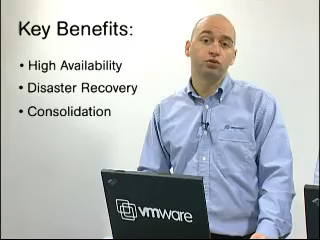 Key Benefits:
• High Availability
• Disaster Recovery
• Consolidation
vmware